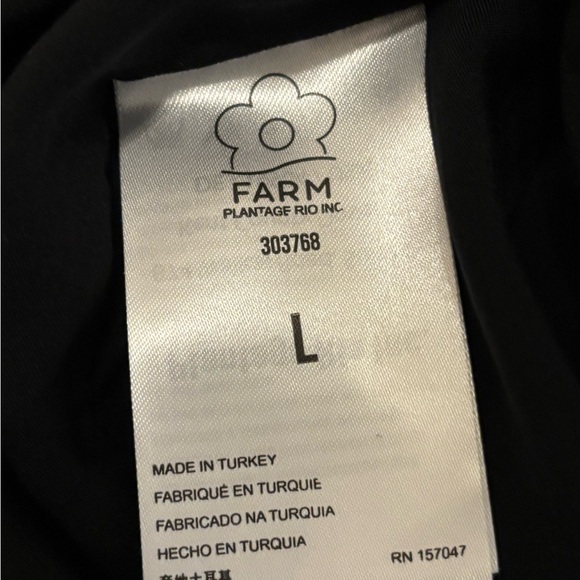 FARM
PLANTAGE RIO INC.
303768
L
MADE IN TURKEY
FABRIQUÉ EN TURQUIE
FABRICADO NA TURQUIA
HECHO EN TURQUIA
RN 157047